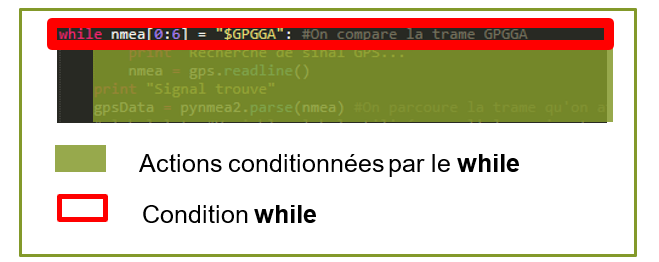 while nmea[0:6] = "$GPGGA": #On compare la trame GPGGA
print "Recherche de sinal GPS...
nmea = gps.readline()
print "Signal trouve"
gpsData = pynmea2.parse(nmea) #On parcoure la trame qu'on a
Actions conditionnées par le while
Condition while